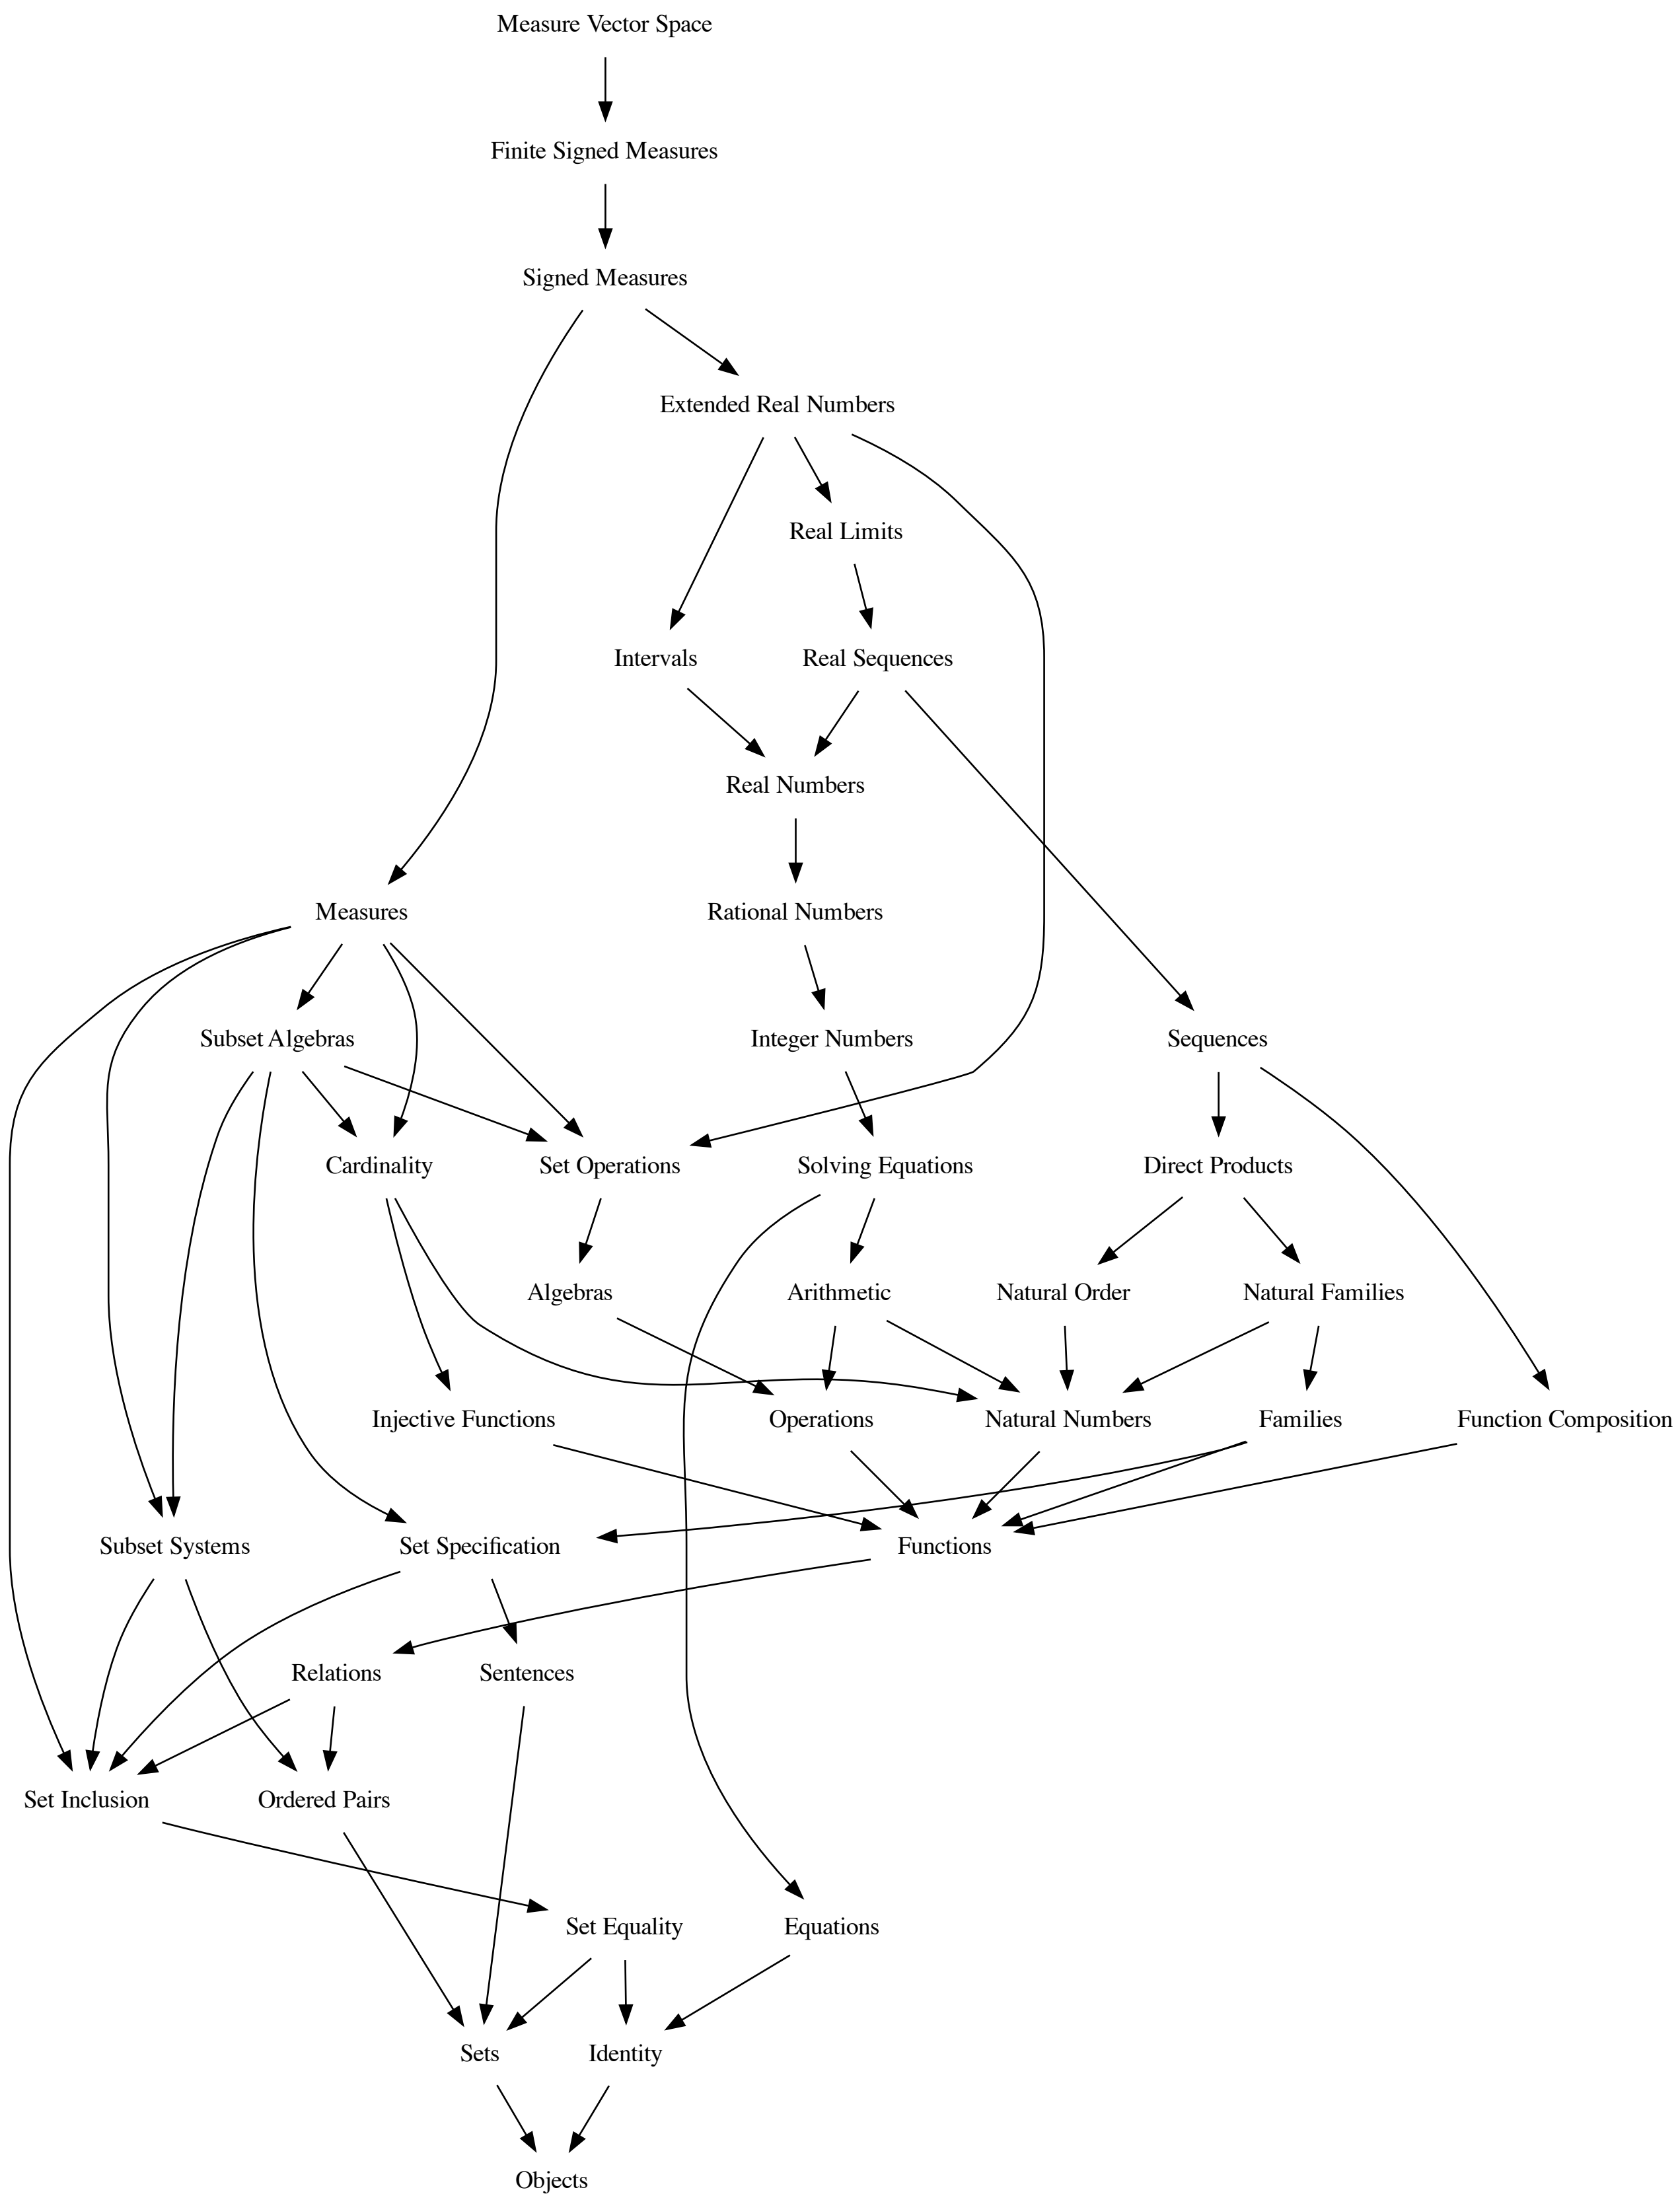 Measure Vector Space
Finite Signed Measures
Signed Measures
Extended Real Numbers
Real Limits
Intervals
Real Sequences
Real Numbers
Measures
Rational Numbers
Subset Algebras
Integer Numbers
Sequences
Cardinality
Set Operations
Solving Equations
Direct Products
Algebras
Arithmetic
Natural Order
Natural Families
Injective Functions
Operations
Natural Numbers
Families
Function Composition
Subset Systems
Set Specification
Functions
Relations
Sentences
Set Inclusion
Ordered Pairs
Set Equality
Equations
Sets
Identity
Objects